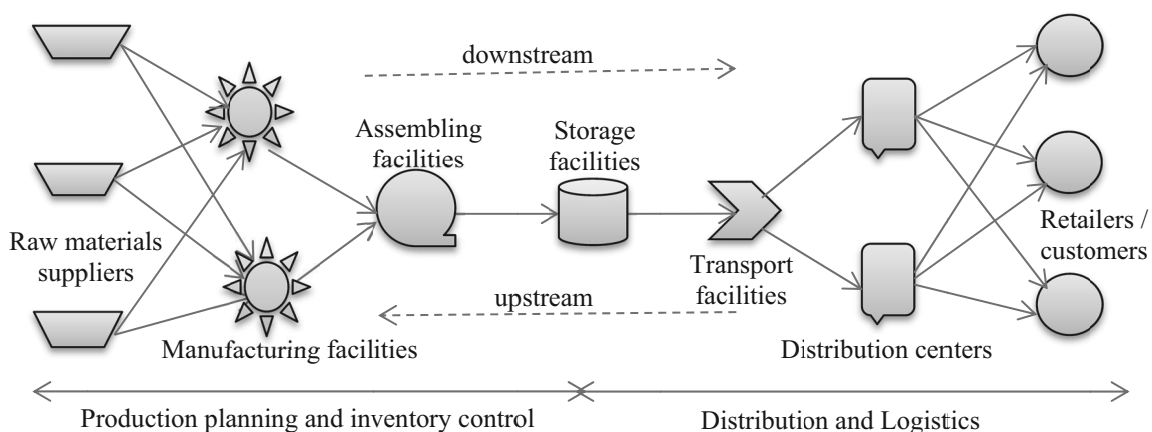 downstream
Assembling
facilities
Storage
facilities
Raw materials
suppliers
Retailers /
customers
Transport
facilities
upstream
Manufacturing facilities
Distribution centers
Production planning and inventory control
Distribution and Logistics